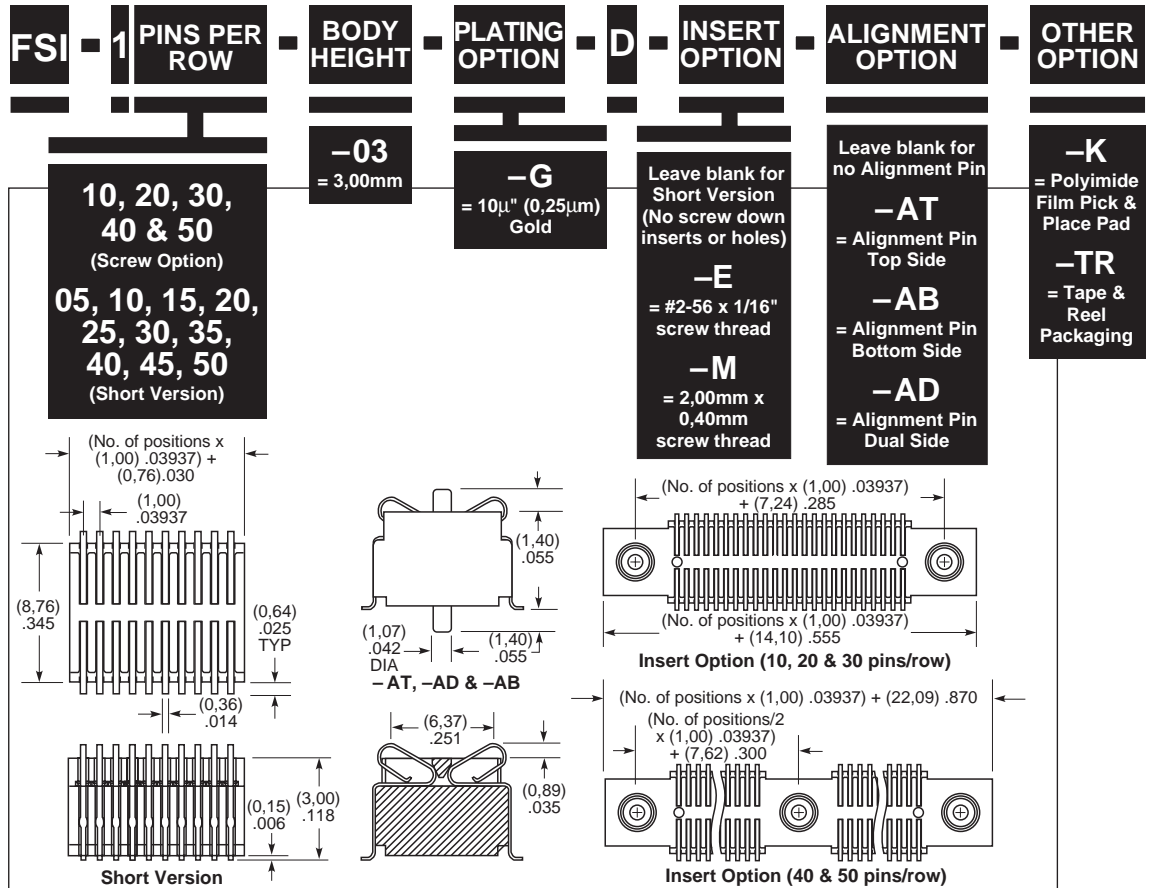 FSI - 1 PINS PER ROW - BODY HEIGHT - PLATING OPTION - D - INSERT OPTION - ALIGNMENT OPTION - OTHER OPTION
10, 20, 30,
40 & 50
(Screw Option)
05, 10, 15, 20,
25, 30, 35,
40, 45, 50
(Short Version)
–03
= 3,00mm
–G
= 10µ" (0,25µm)
Gold
Leave blank for
Short Version
(No screw down
inserts or holes)
–E
= #2-56 x 1/16"
screw thread
–M
= 2,00mm x
0,40mm
screw thread
Leave blank for
no Alignment Pin
–AT
= Alignment Pin
Top Side
–AB
= Alignment Pin
Bottom Side
–AD
= Alignment Pin
Dual Side
–K
= Polyimide
Film Pick &
Place Pad
–TR
= Tape &
Reel
Packaging
(No. of positions x
(1,00) .03937) +
(0,76).030
(1,00)
.03937
(8,76)
.345
(0,64)
.025
TYP
(0,36)
.014
(0,15)
.006
(3,00)
.118
Short Version
(1,40)
.055
(1,07)
.042
DIA
(1,40)
.055
– AT, –AD & –AB
(6,37)
.251
(0,89)
.035
(No. of positions x (1,00) .03937)
+ (7,24) .285
(No. of positions x (1,00) .03937)
+ (14,10) .555
Insert Option (10, 20 & 30 pins/row)
(No. of positions x (1,00) .03937) + (22,09) .870
(No. of positions/2
x (1,00) .03937)
+ (7,62) .300
Insert Option (40 & 50 pins/row)